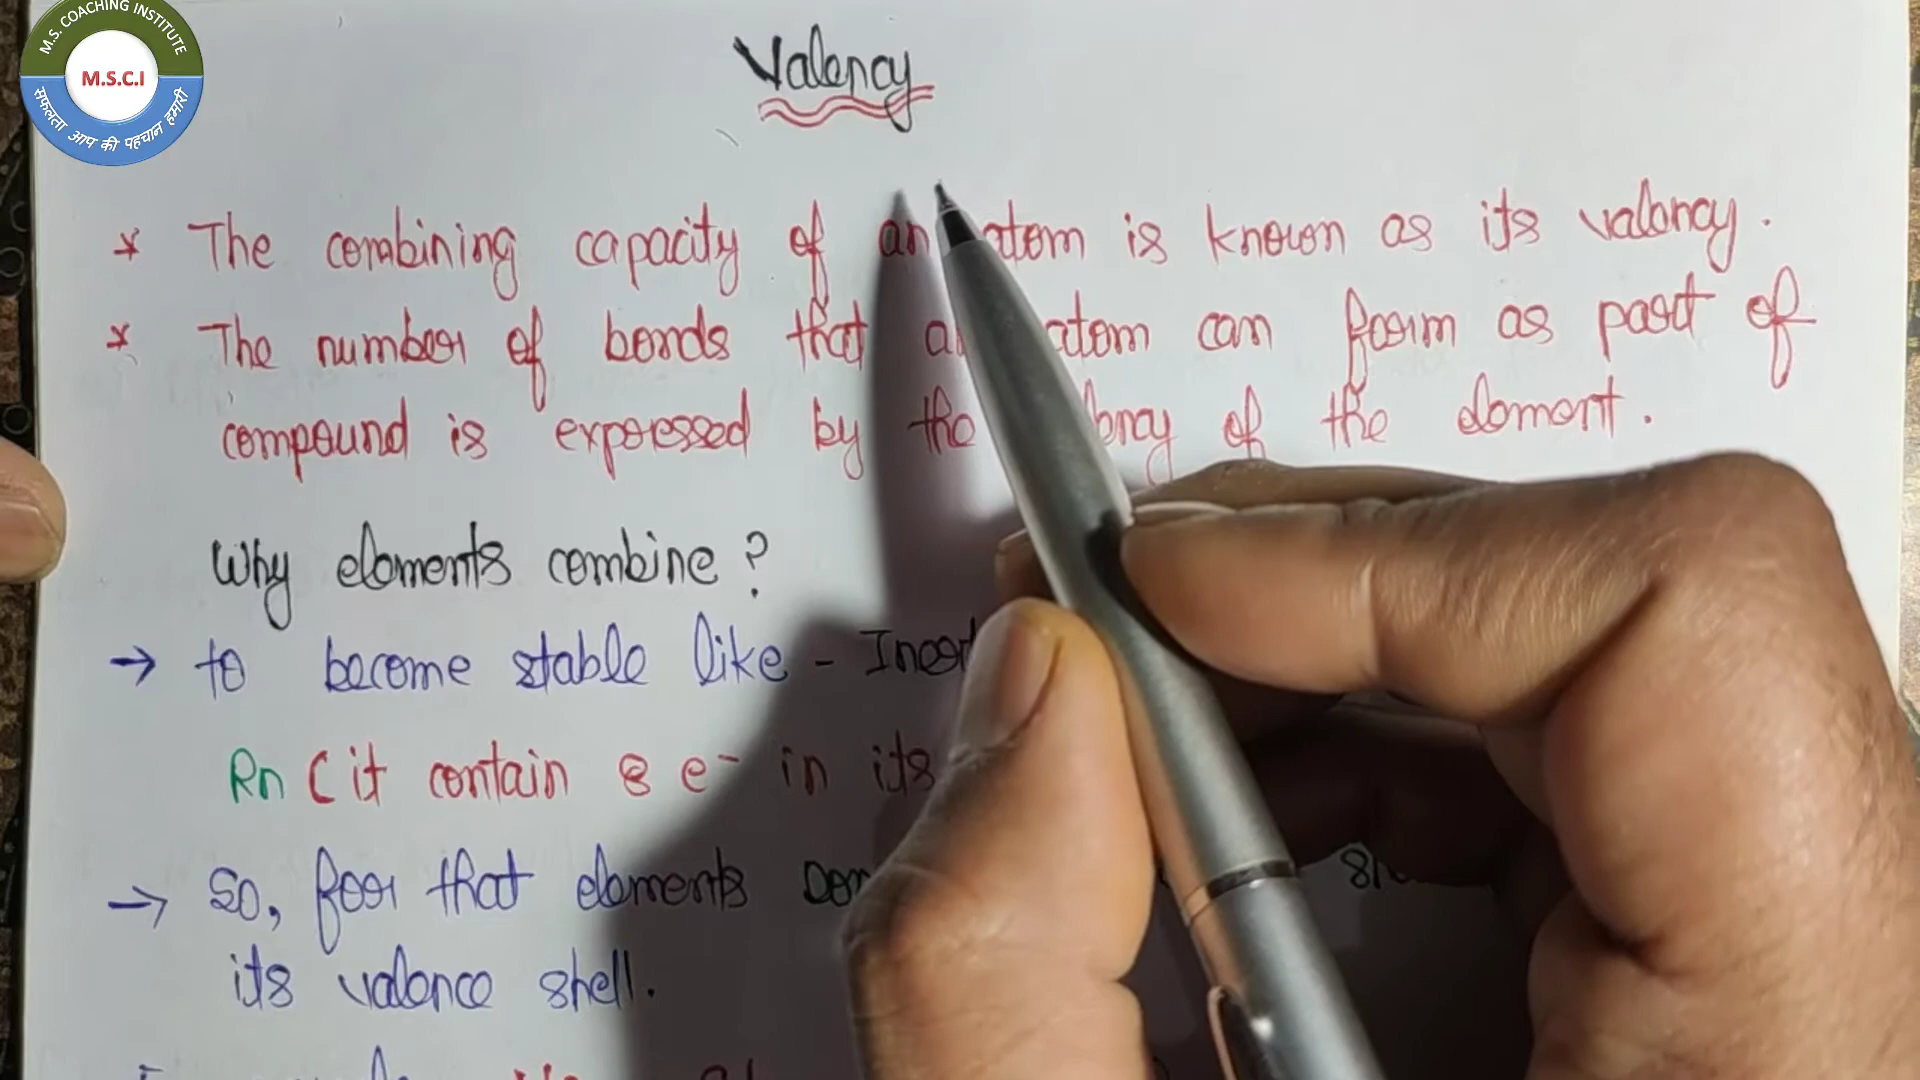 M.S. COACHING INSTITUTE
M.S.C.I
सफलता आप की पहचान हमारी
Valency
* The combining capacity of an atom is known as its valency.
* The number of bonds that an atom can form as part of
compound is expressed by the of the element.
Why elements combine ?
→ to become stable like -
Rn ( it contain 8 e⁻ in its
→ So, for that elements
its valence shell.